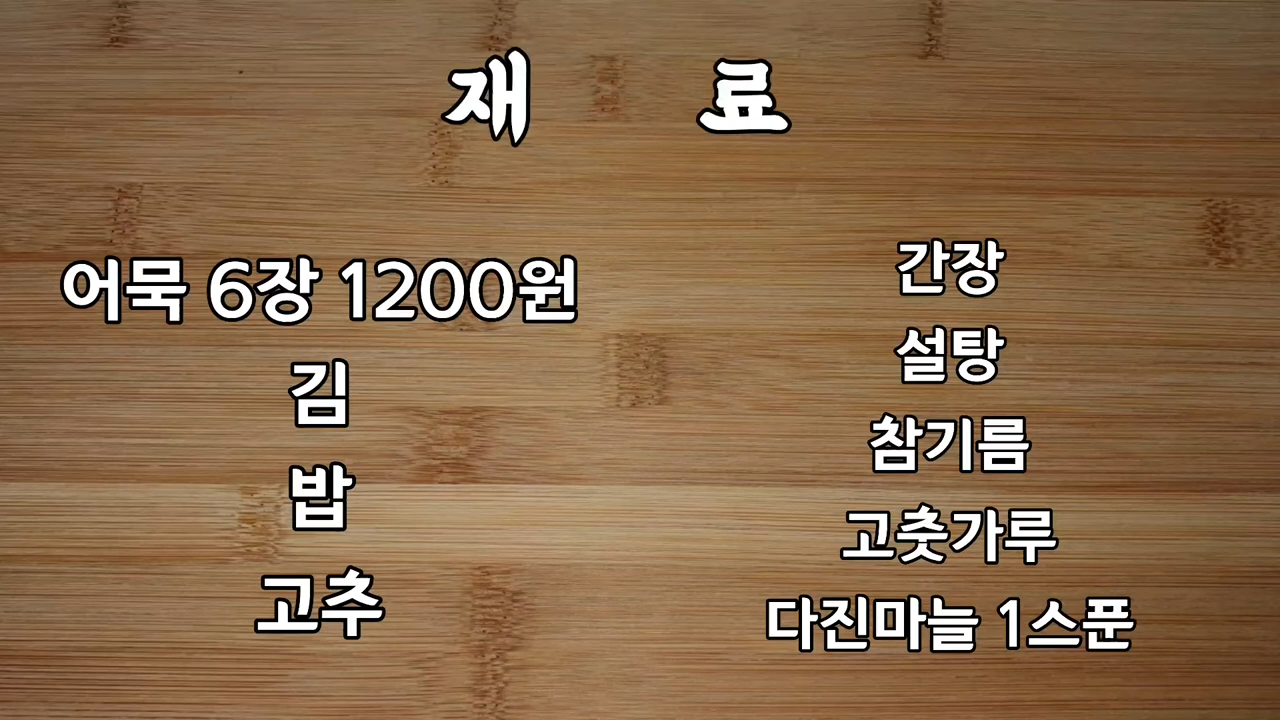 재 료
어묵 6장 1200원
김
밥
고추
간장
설탕
참기름
고춧가루
다진마늘 1스푼